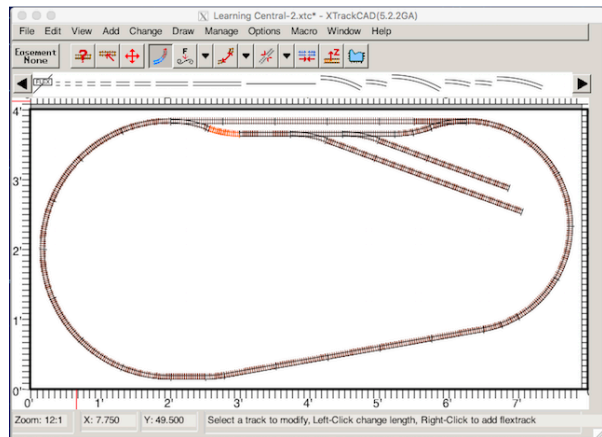 Learning Central-2.xtc* - XTrackCAD(5.2.2GA)
File Edit View Add Change Draw Manage Options Macro Window Help
Easement
None
F
FLEX
4'
3'
2'
1'
0'
0' 1' 2' 3' 4' 5' 6' 7'
Zoom: 12:1 X: 7.750 Y: 49.500 Select a track to modify, Left-Click change length, Right-Click to add flextrack